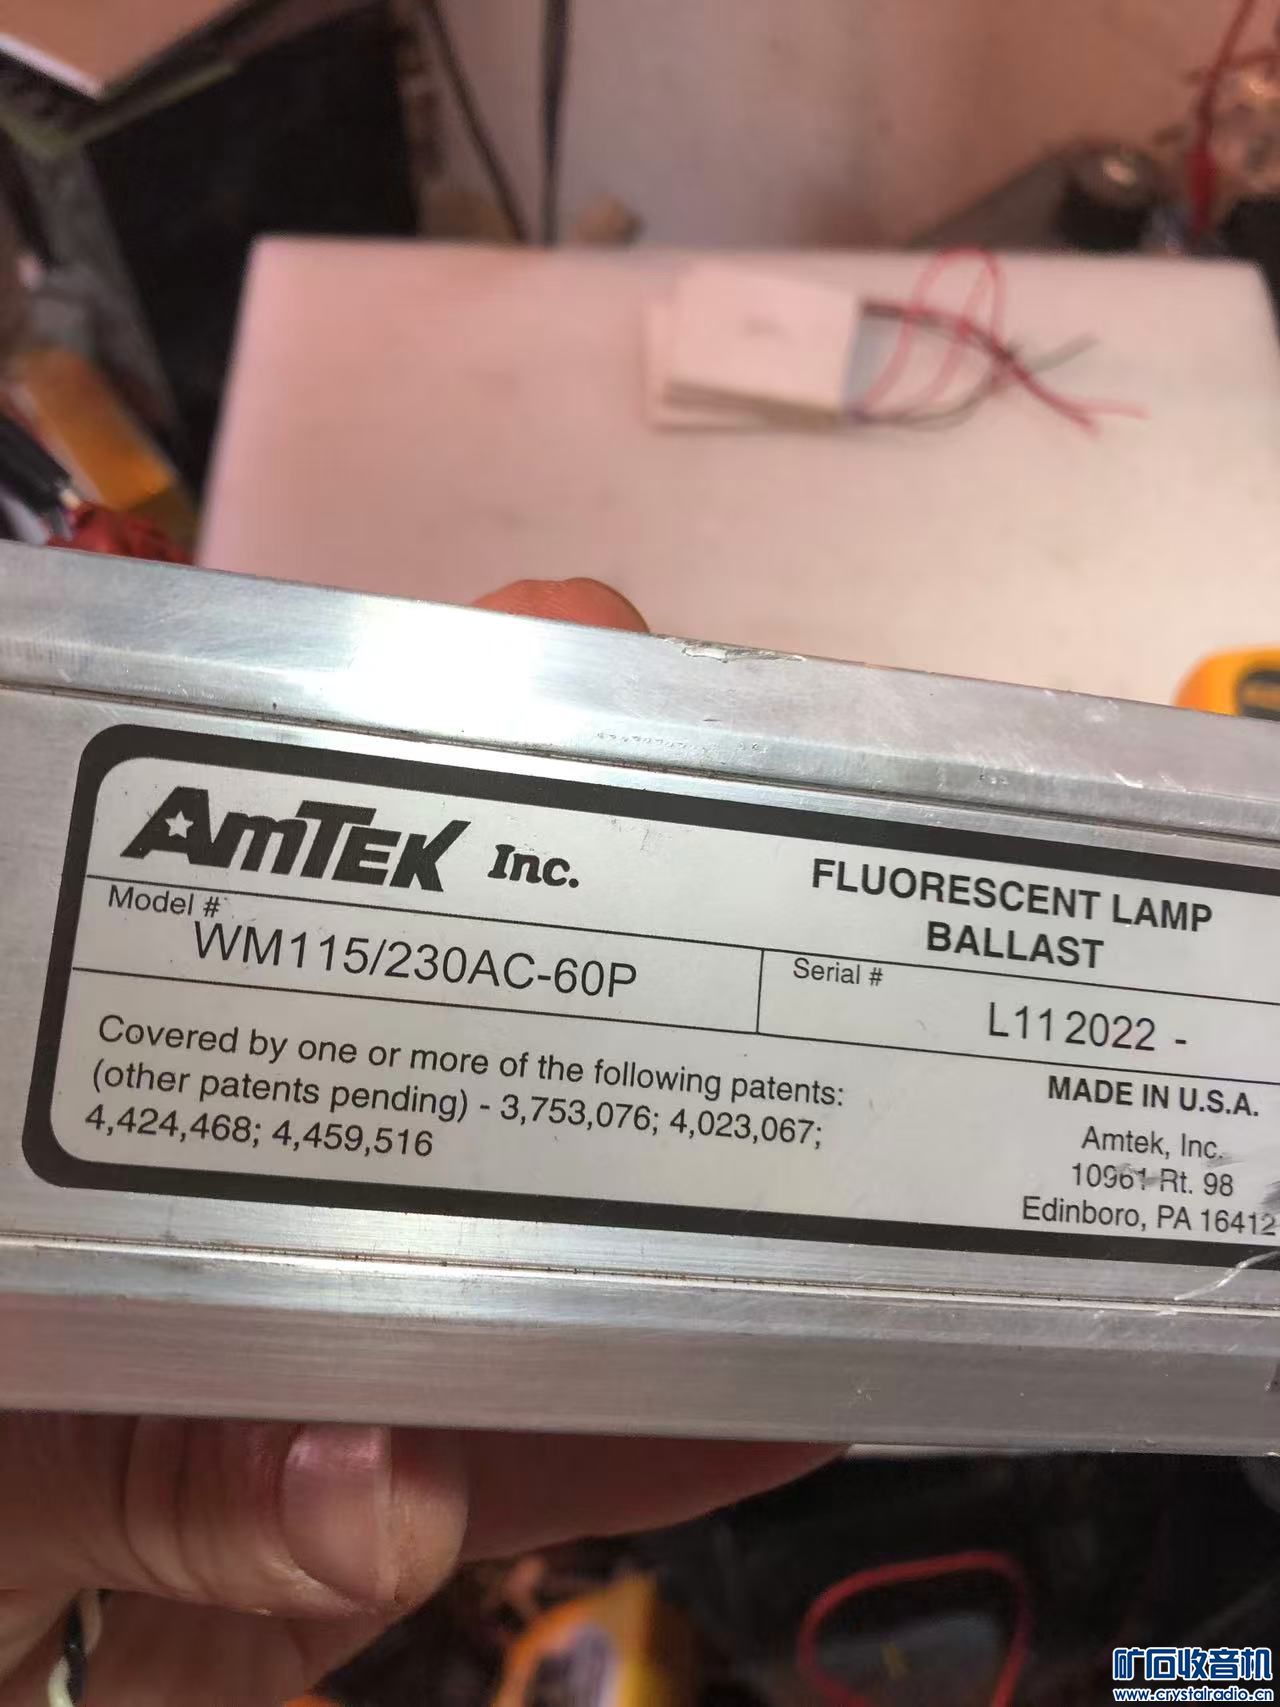 AmTEK Inc.
FLUORESCENT LAMP
BALLAST
Model #
WM115/230AC-60P
Serial #
L112022 -
Covered by one or more of the following patents:
(other patents pending) - 3,753,076; 4,023,067;
4,424,468; 4,459,516
MADE IN U.S.A.
Amtek, Inc.
10961 Rt. 98
Edinboro, PA 16412
矿石收音机
www.crystalradio.cn